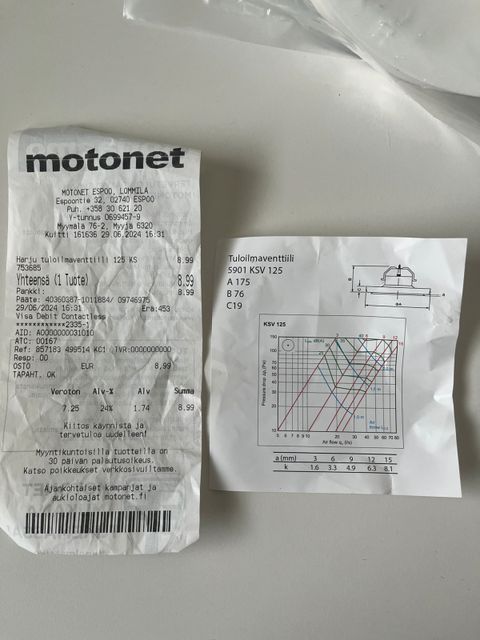 motonet
MOTONET ESPOO, LOMMILA
Espoontie 32, 02740 ESPOO
Puh. +358 30 621 20
Y-tunnus 0699457-9
Myymälä 76-2, Myyjä 6320
Kuitti 161636 29.06.2024 16:31
Harju tuloilmaventtiili 125 KS 8.99
753685
Yhteensä (1 Tuote) 8.99
Pankki: 8.99
Pääte: 40360387-1011884/ 09746975
29/06/2024 16:31 Era:453
Visa Debit Contactless
************2335-1
AID: A0000000031010
ATC: 00167
Ref: 857183 499514 KC1 TVR:0000000000
Resp: 00
OSTO EUR 8,99
TAPAHT. OK
Veroton Alv-% Alv Summa
7.25 24% 1.74 8.99
Kiitos käynnistä ja
tervetuloa uudelleen!
Myyntikuntoisilla tuotteilla on
30 päivän palautusoikeus.
Katso poikkeukset verkkosivuiltamme.
Ajankohtaiset kampanjat ja
aukioloajat motonet.fi
Tuloilmaventtiili
S901 KSV 125
A 175
B 76
C19
KSV 125
Pressure drop
Air flow
a (mm) 3 6 9 12 15
k 1.6 3.3 4.9 6.3 8.1